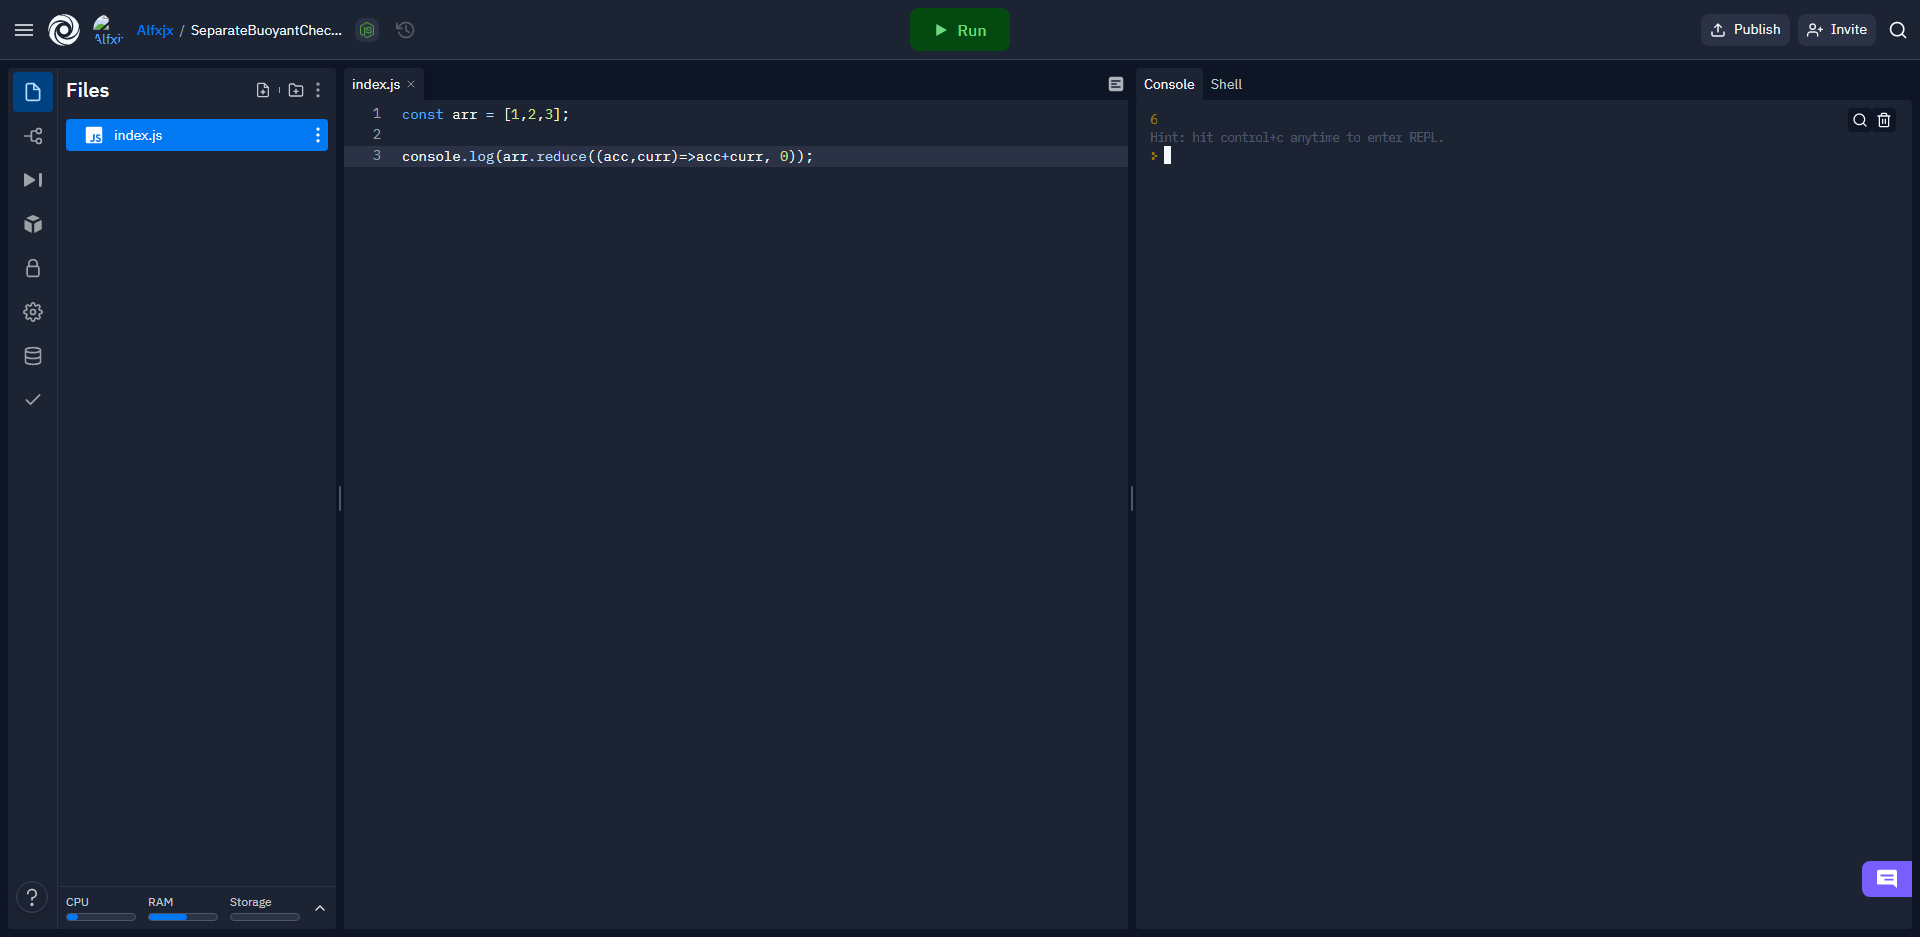 Alfxjx / SeparateBuoyantChec...
Run
Publish
Invite
Files
index.js
CPU
RAM
Storage
index.js
1 const arr = [1,2,3];
2
3 console.log(arr.reduce((acc,curr)=>acc+curr, 0));
Console
Shell
6
Hint: hit control+c anytime to enter REPL.